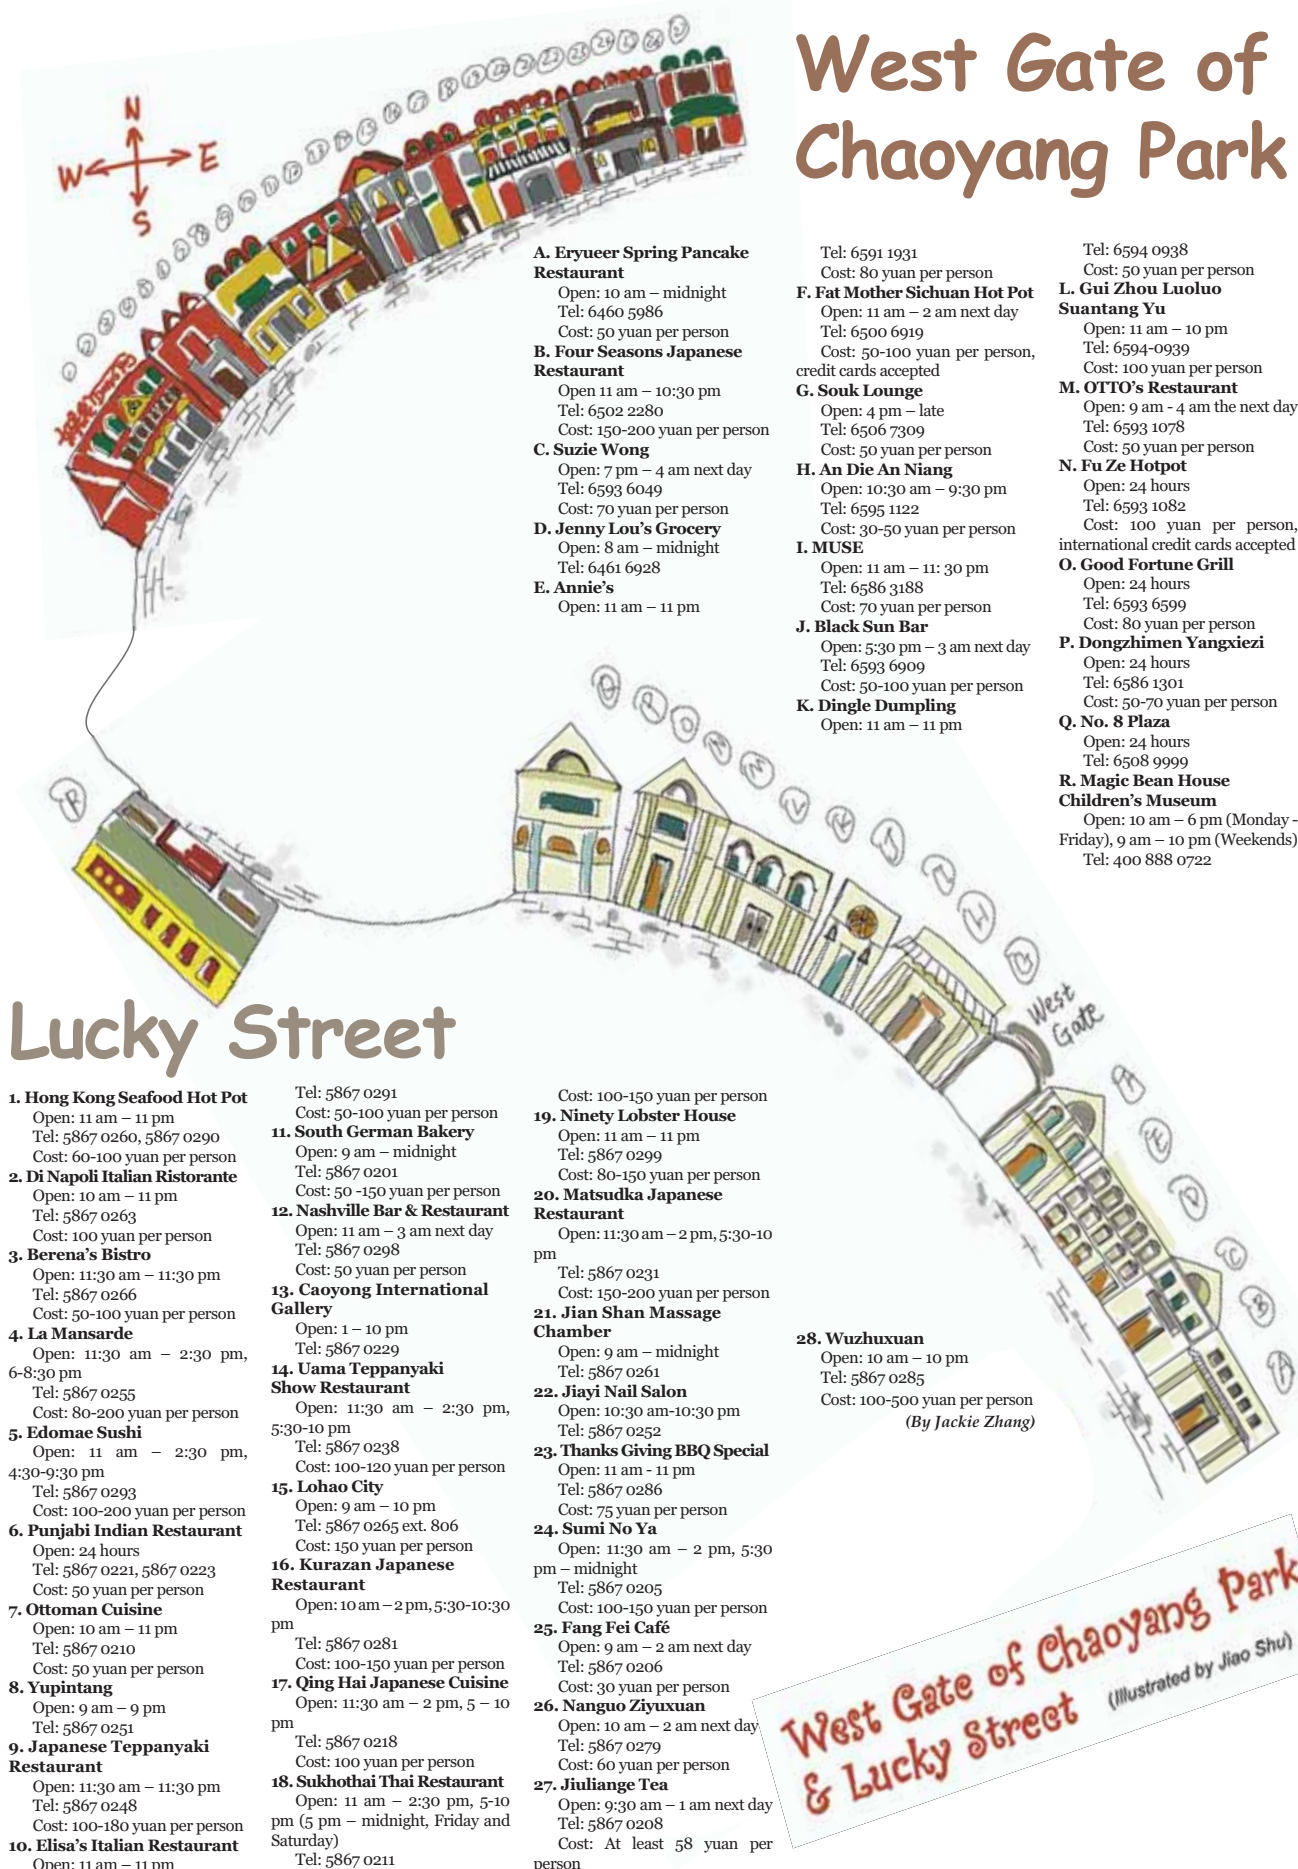 West Gate of
Chaoyang Park
N
W
E
S
A. Eryueer Spring Pancake
Restaurant
Open: 10 am – midnight
Tel: 6460 5986
Cost: 50 yuan per person
B. Four Seasons Japanese
Restaurant
Open 11 am – 10:30 pm
Tel: 6502 2280
Cost: 150-200 yuan per person
C. Suzie Wong
Open: 7 pm – 4 am next day
Tel: 6593 6049
Cost: 70 yuan per person
D. Jenny Lou's Grocery
Open: 8 am – midnight
Tel: 6461 6928
E. Annie's
Open: 11 am – 11 pm
Tel: 6591 1931
Cost: 80 yuan per person
F. Fat Mother Sichuan Hot Pot
Open: 11 am – 2 am next day
Tel: 6500 6919
Cost: 50-100 yuan per person,
credit cards accepted
G. Souk Lounge
Open: 4 pm – late
Tel: 6506 7309
Cost: 50 yuan per person
H. An Die An Niang
Open: 10:30 am – 9:30 pm
Tel: 6595 1122
Cost: 30-50 yuan per person
I. MUSE
Open: 11 am – 11: 30 pm
Tel: 6586 3188
Cost: 70 yuan per person
J. Black Sun Bar
Open: 5:30 pm – 3 am next day
Tel: 6593 6909
Cost: 50-100 yuan per person
K. Dingle Dumpling
Open: 11 am – 11 pm
Tel: 6594 0938
Cost: 50 yuan per person
L. Gui Zhou Luoluo
Suantang Yu
Open: 11 am – 10 pm
Tel: 6594-0939
Cost: 100 yuan per person
M. OTTO's Restaurant
Open: 9 am - 4 am the next day
Tel: 6593 1078
Cost: 50 yuan per person
N. Fu Ze Hotpot
Open: 24 hours
Tel: 6593 1082
Cost: 100 yuan per person,
international credit cards accepted
O. Good Fortune Grill
Open: 24 hours
Tel: 6593 6599
Cost: 80 yuan per person
P. Dongzhimen Yangxiezi
Open: 24 hours
Tel: 6586 1301
Cost: 50-70 yuan per person
Q. No. 8 Plaza
Open: 24 hours
Tel: 6508 9999
R. Magic Bean House
Children's Museum
Open: 10 am – 6 pm (Monday -
Friday), 9 am – 10 pm (Weekends)
Tel: 400 888 0722
West
Gate
Lucky Street
1. Hong Kong Seafood Hot Pot
Open: 11 am – 11 pm
Tel: 5867 0260, 5867 0290
Cost: 60-100 yuan per person
2. Di Napoli Italian Ristorante
Open: 10 am – 11 pm
Tel: 5867 0263
Cost: 100 yuan per person
3. Berena's Bistro
Open: 11:30 am – 11:30 pm
Tel: 5867 0266
Cost: 50-100 yuan per person
4. La Mansarde
Open: 11:30 am – 2:30 pm,
6-8:30 pm
Tel: 5867 0255
Cost: 80-200 yuan per person
5. Edomae Sushi
Open: 11 am – 2:30 pm,
4:30-9:30 pm
Tel: 5867 0293
Cost: 100-200 yuan per person
6. Punjabi Indian Restaurant
Open: 24 hours
Tel: 5867 0221, 5867 0223
Cost: 50 yuan per person
7. Ottoman Cuisine
Open: 10 am – 11 pm
Tel: 5867 0210
Cost: 50 yuan per person
8. Yupintang
Open: 9 am – 9 pm
Tel: 5867 0251
9. Japanese Teppanyaki
Restaurant
Open: 11:30 am – 11:30 pm
Tel: 5867 0248
Cost: 100-180 yuan per person
10. Elisa's Italian Restaurant
Open: 11 am – 11 pm
Tel: 5867 0291
Cost: 50-100 yuan per person
11. South German Bakery
Open: 9 am – midnight
Tel: 5867 0201
Cost: 50 -150 yuan per person
12. Nashville Bar & Restaurant
Open: 11 am – 3 am next day
Tel: 5867 0298
Cost: 50 yuan per person
13. Caoyong International
Gallery
Open: 1 – 10 pm
Tel: 5867 0229
14. Uama Teppanyaki
Show Restaurant
Open: 11:30 am – 2:30 pm,
5:30-10 pm
Tel: 5867 0238
Cost: 100-120 yuan per person
15. Lohao City
Open: 9 am – 10 pm
Tel: 5867 0265 ext. 806
Cost: 150 yuan per person
16. Kurazan Japanese
Restaurant
Open: 10 am – 2 pm, 5:30-10:30
pm
Tel: 5867 0281
Cost: 100-150 yuan per person
17. Qing Hai Japanese Cuisine
Open: 11:30 am – 2 pm, 5 – 10
pm
Tel: 5867 0218
Cost: 100 yuan per person
18. Sukhothai Thai Restaurant
Open: 11 am – 2:30 pm, 5-10
pm (5 pm – midnight, Friday and
Saturday)
Tel: 5867 0211
Cost: 100-150 yuan per person
19. Ninety Lobster House
Open: 11 am – 11 pm
Tel: 5867 0299
Cost: 80-150 yuan per person
20. Matsudka Japanese
Restaurant
Open: 11:30 am – 2 pm, 5:30-10
pm
Tel: 5867 0231
Cost: 150-200 yuan per person
21. Jian Shan Massage
Chamber
Open: 9 am – midnight
Tel: 5867 0261
22. Jiayi Nail Salon
Open: 10:30 am-10:30 pm
Tel: 5867 0252
23. Thanks Giving BBQ Special
Open: 11 am - 11 pm
Tel: 5867 0286
Cost: 75 yuan per person
24. Sumi No Ya
Open: 11:30 am – 2 pm, 5:30
pm – midnight
Tel: 5867 0205
Cost: 100-150 yuan per person
25. Fang Fei Café
Open: 9 am – 2 am next day
Tel: 5867 0206
Cost: 30 yuan per person
26. Nanguo Ziyuxuan
Open: 10 am – 2 am next day
Tel: 5867 0279
Cost: 60 yuan per person
27. Jiuliange Tea
Open: 9:30 am – 1 am next day
Tel: 5867 0208
Cost: At least 58 yuan per
person
28. Wuzhuxuan
Open: 10 am – 10 pm
Tel: 5867 0285
Cost: 100-500 yuan per person
(By Jackie Zhang)
West Gate of Chaoyang Park
& Lucky Street
(Illustrated by Jiao Shu)